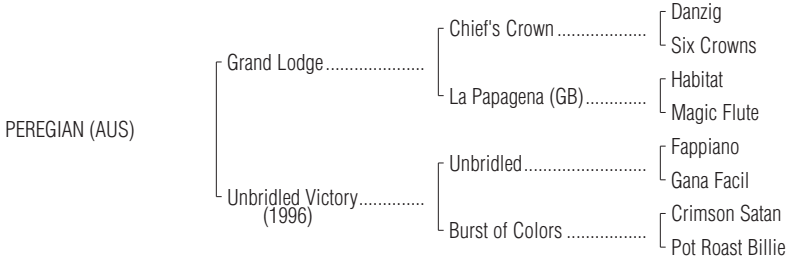 Danzig
Chief's Crown ...................
Six Crowns
Grand Lodge.....................
Habitat
La Papagena (GB).............
Magic Flute
PEREGIAN (AUS)
Fappiano
Unbridled..........................
Gana Facil
Unbridled Victory..............
(1996)
Crimson Satan
Burst of Colors .................
Pot Roast Billie